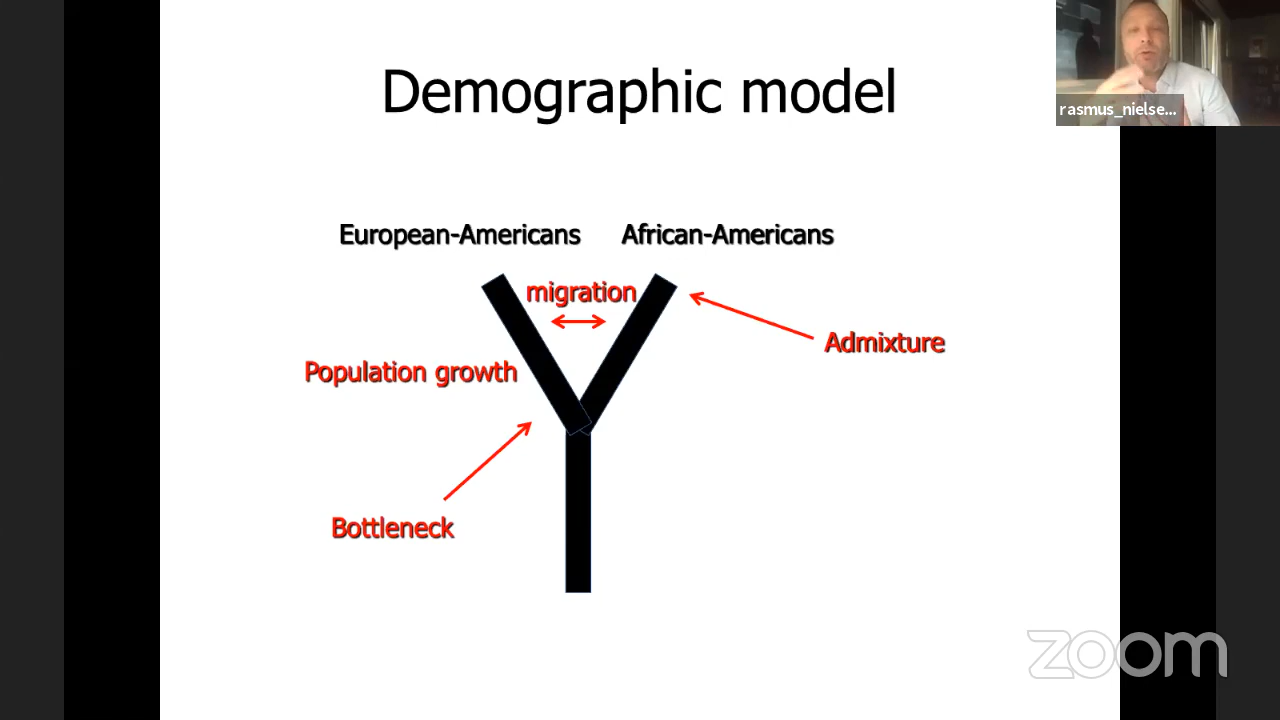 Demographic model
rasmus_nielse...
European-Americans
African-Americans
migration
Admixture
Population growth
Bottleneck
zoom